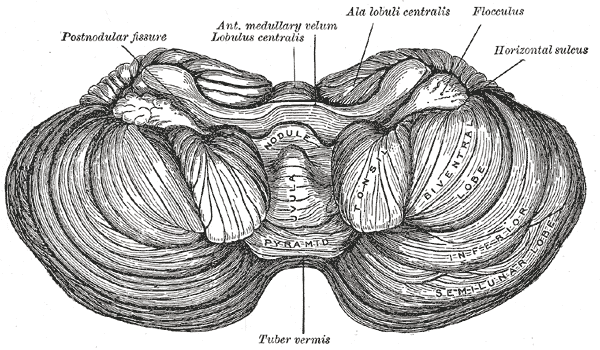 Ala lobuli centralis
Flocculus
Ant. medullary velum
Lobulus centralis
Postnodular fissure
Horizontal sulcus
NODULE
UVULA
TONSIL
BIVENTRAL
LOBE
PYRAMID
INFERIOR
SEMILUNAR LOBE
Tuber vermis